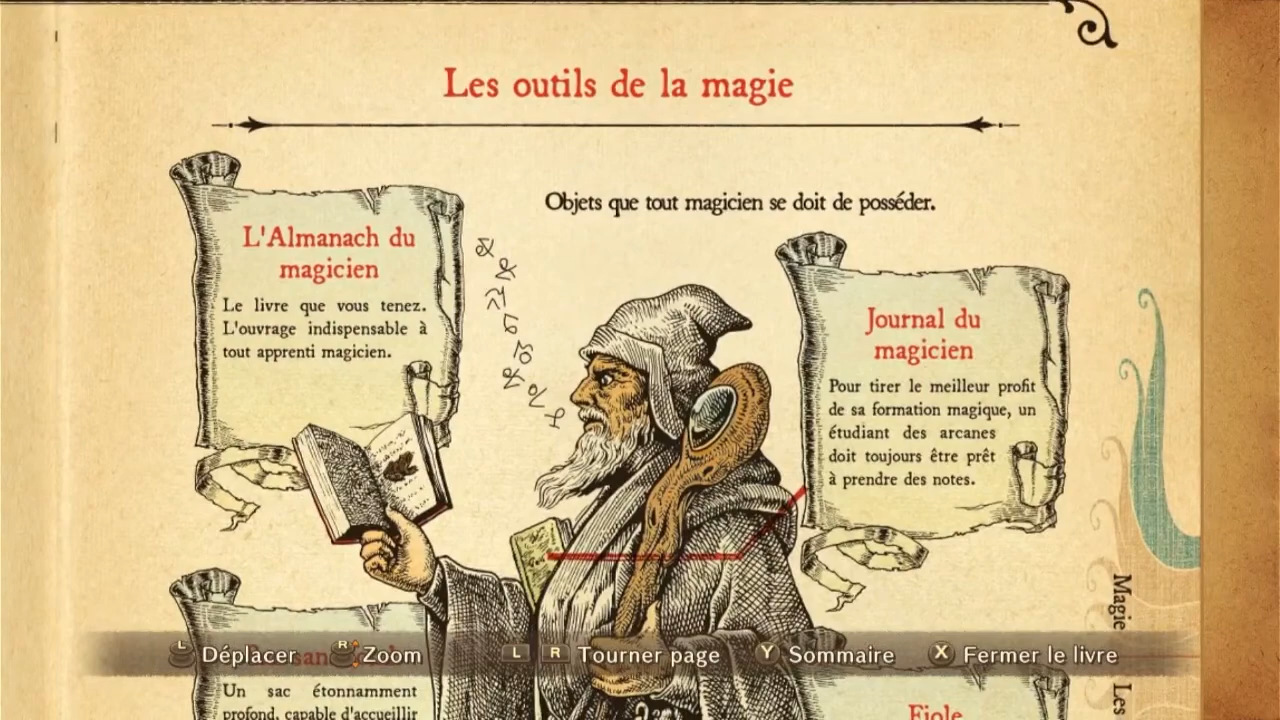 Les outils de la magie
Objets que tout magicien se doit de posséder.
L'Almanach du
magicien
Le livre que vous tenez.
L'ouvrage indispensable à
tout apprenti magicien.
Journal du
magicien
Pour tirer le meilleur profit
de sa formation magique, un
étudiant des arcanes
doit toujours être prêt
à prendre des notes.
Un sac étonnamment
profond, capable d'accueillir
Fiole
Magie
Les
L Déplacer R Zoom L R Tourner page Y Sommaire X Fermer le livre